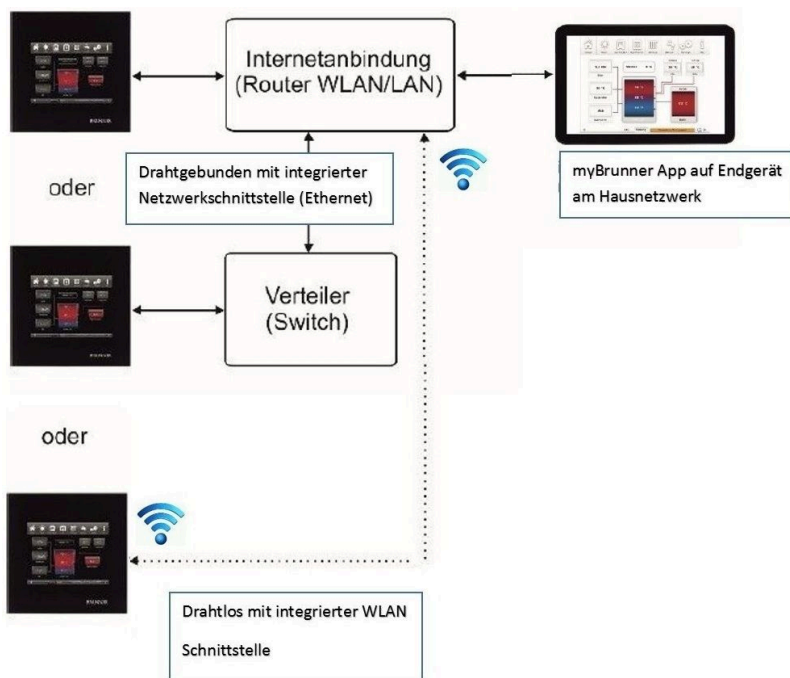 Internetanbindung
(Router WLAN/LAN)
Drahtgebunden mit integrierter
Netzwerkschnittstelle (Ethernet)
oder
myBrunner App auf Endgerät
am Hausnetzwerk
Verteiler
(Switch)
oder
Drahtlos mit integrierter WLAN
Schnittstelle